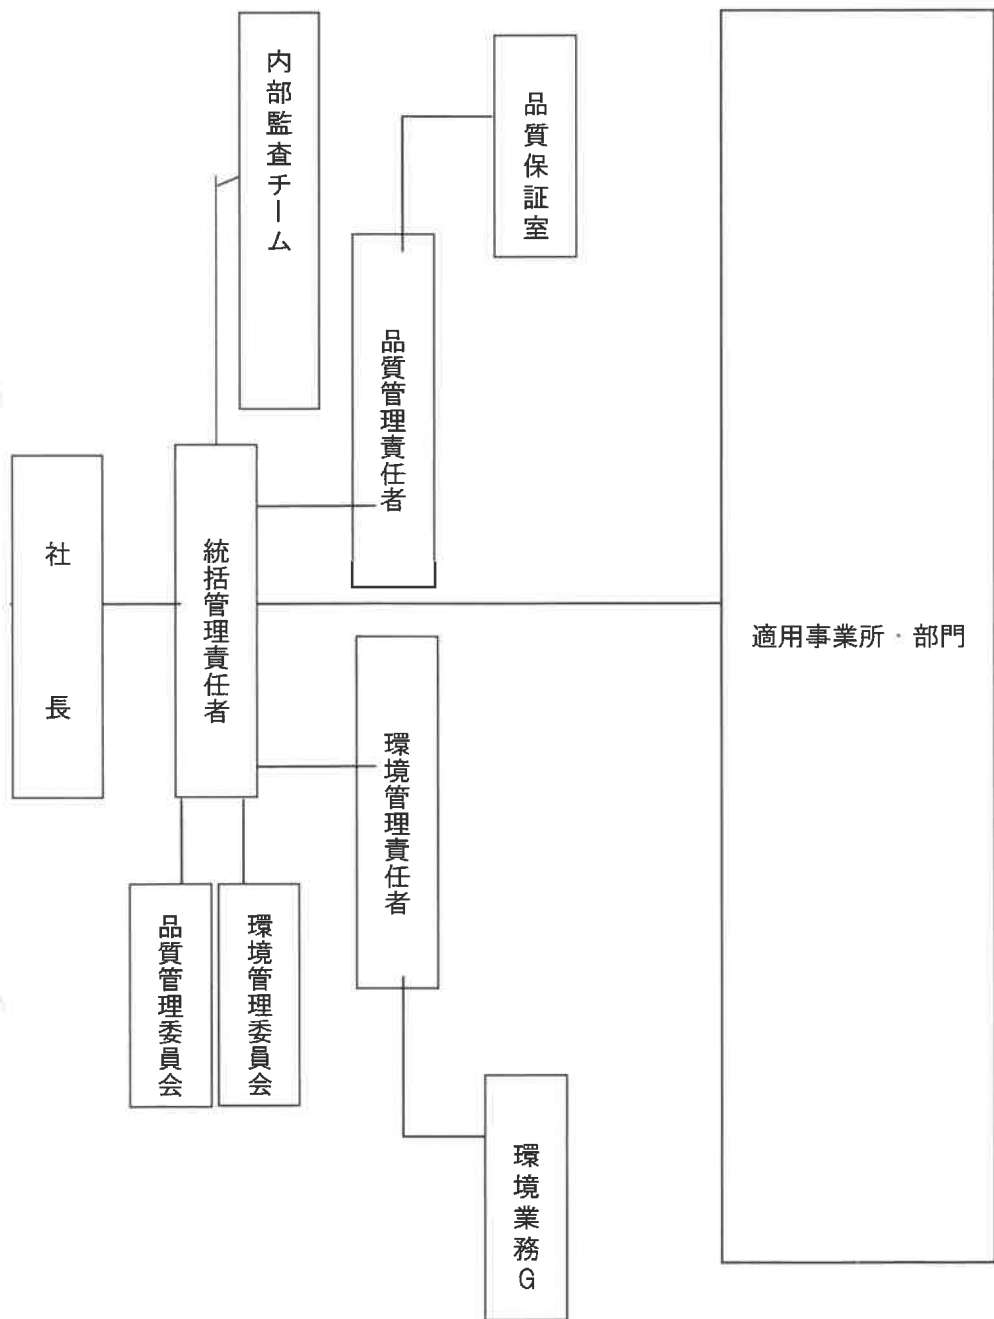 社長
統括管理責任者
内部監査チーム
品質管理責任者
品質保証室
環境管理責任者
環境業務G
品質管理委員会
環境管理委員会
適用事業所・部門